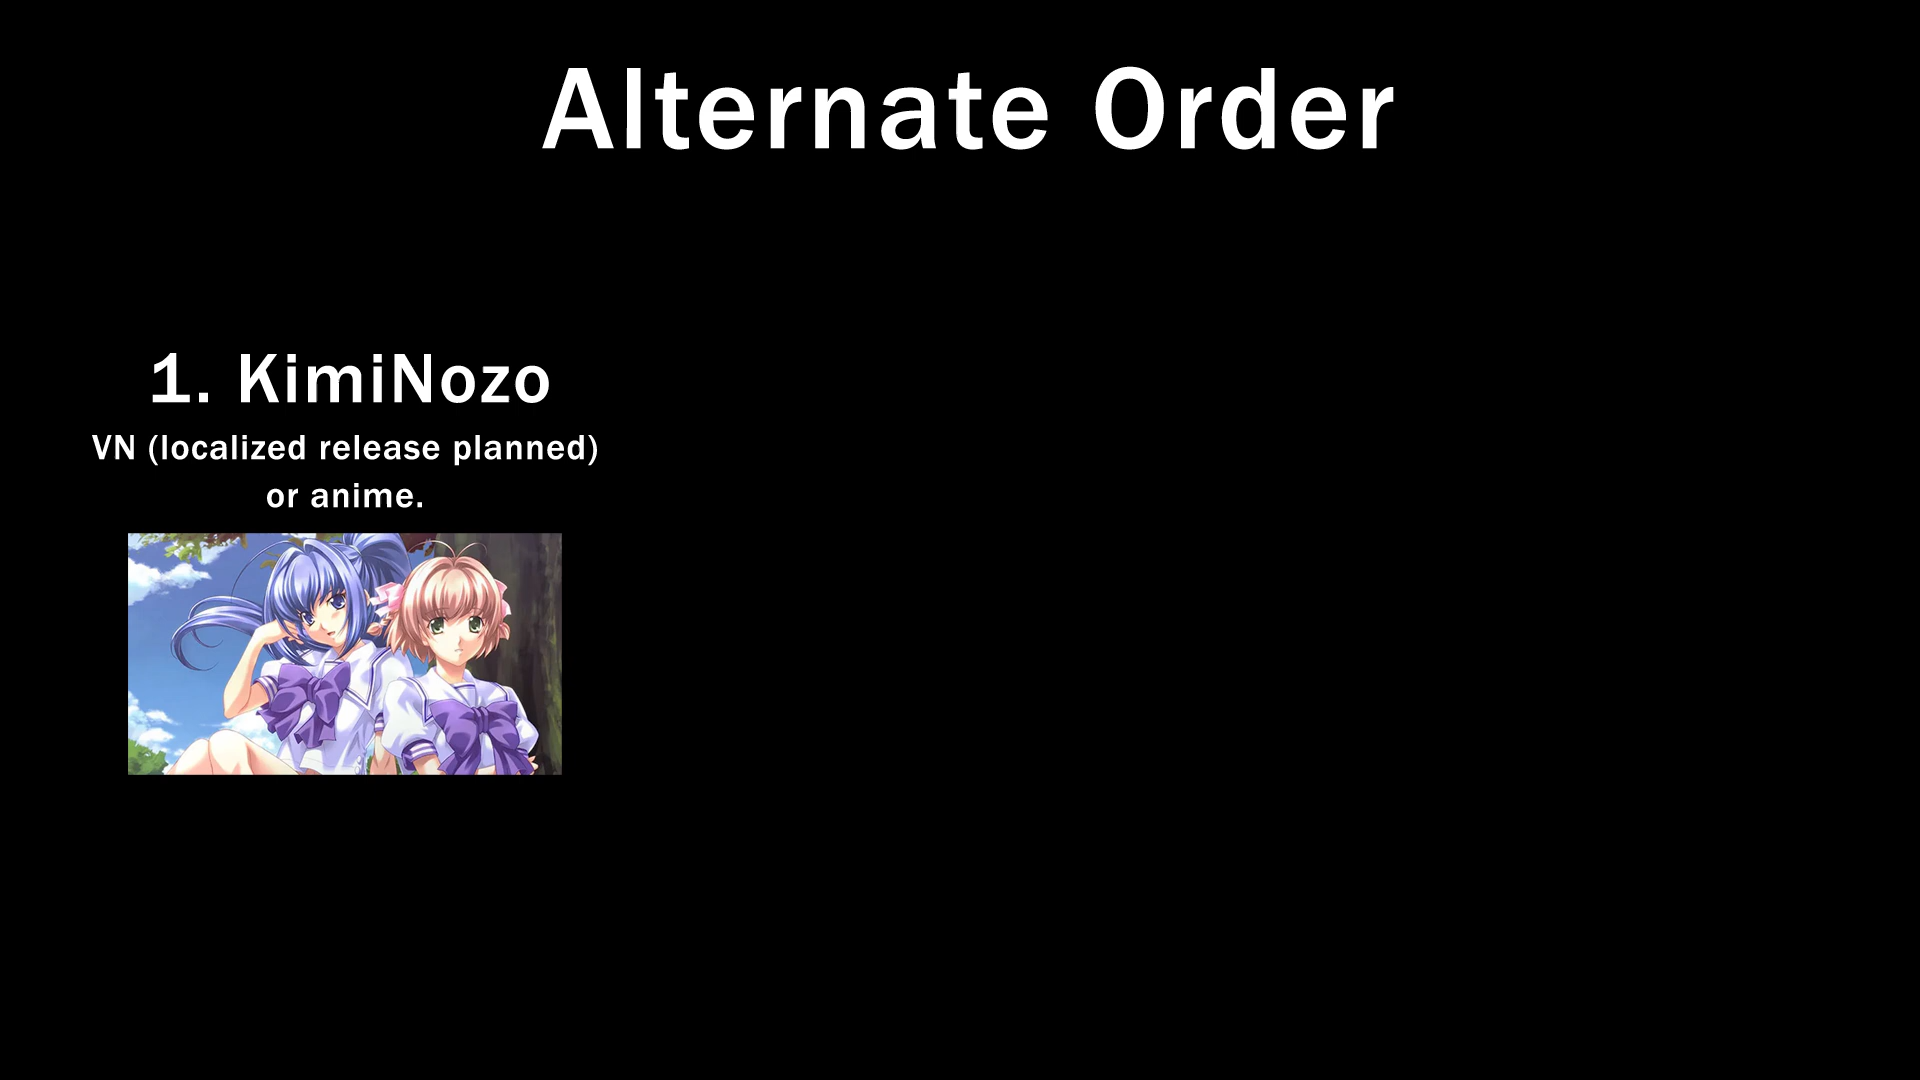 Alternate Order
1. KimiNozo
VN (localized release planned)
or anime.